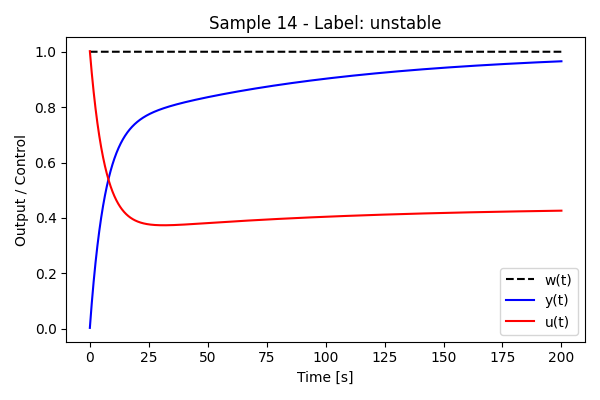 Sample 14 - Label: unstable
Output / Control
1.0
0.8
0.6
0.4
0.2
0.0
w(t)
y(t)
u(t)
0 25 50 75 100 125 150 175 200
Time [s]